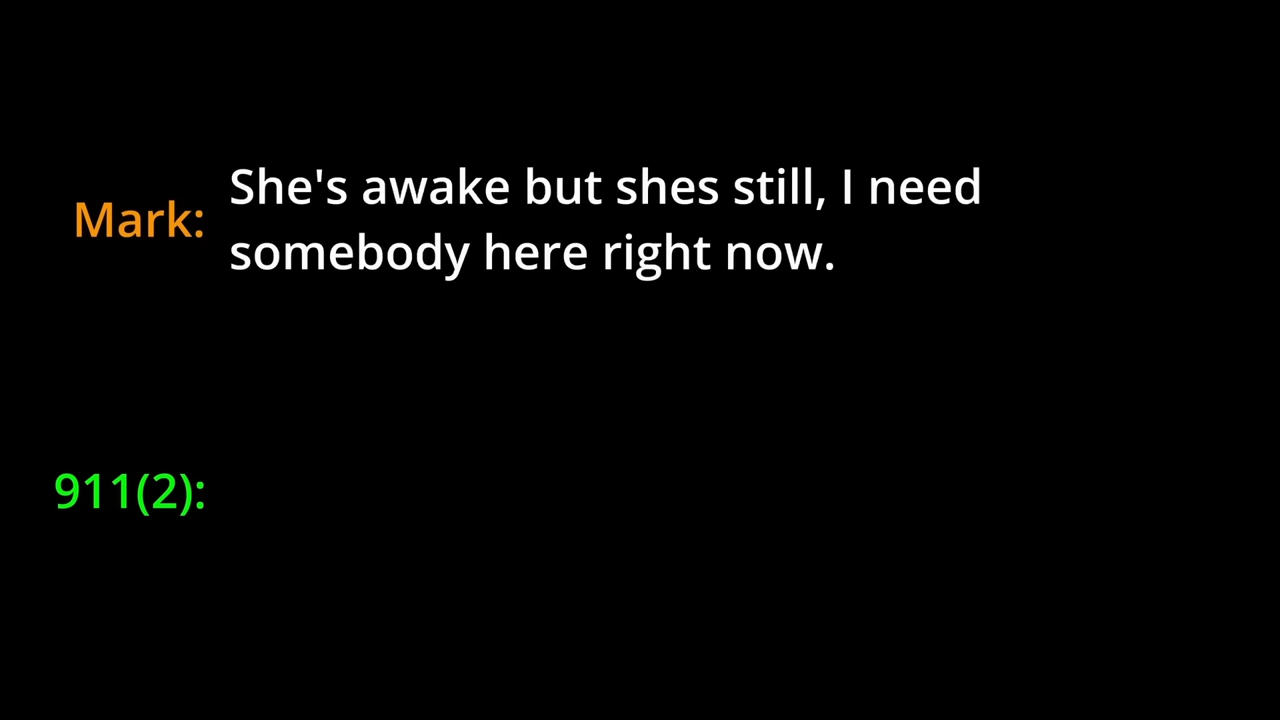 Mark: She's awake but shes still, I need
somebody here right now.
911(2):